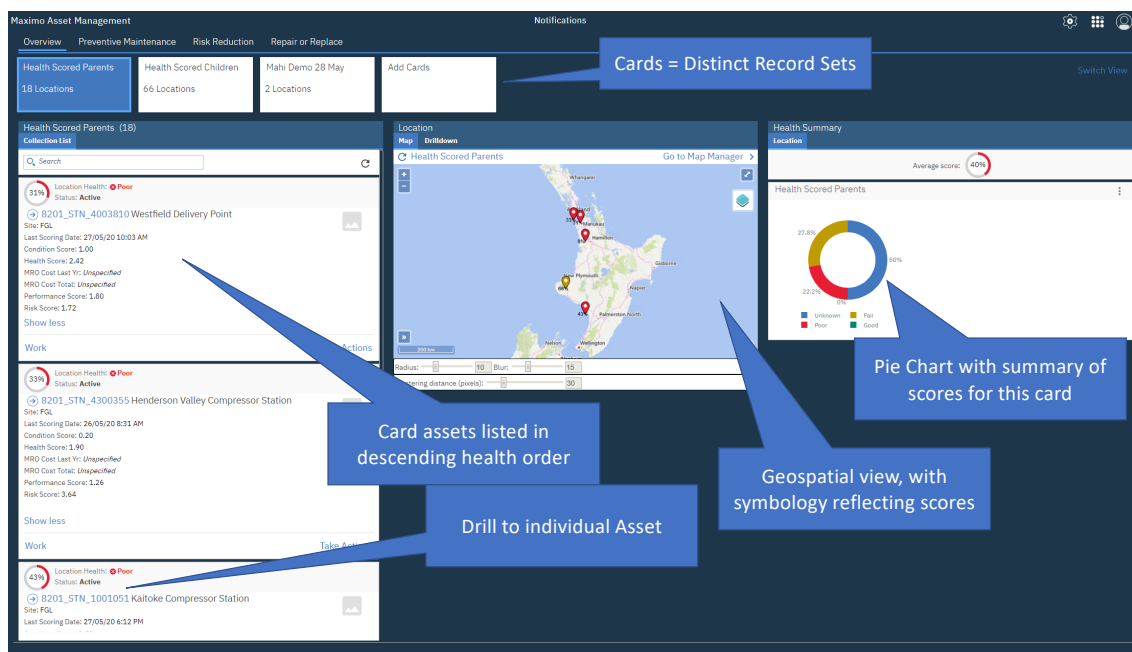 Maximo Asset Management
Notifications
Overview Preventive Maintenance Risk Reduction Repair or Replace
Health Scored Parents
18 Locations
Health Scored Children
66 Locations
Mahi Demo 28 May
2 Locations
Add Cards
Cards = Distinct Record Sets
Switch View
Health Scored Parents (18)
Collection List
Search
31%
Location Health: Poor
Status: Active
8201_STN_4003810 Westfield Delivery Point
Site: FGL
Last Scoring Date: 27/05/20 10:03 AM
Condition Score: 1.00
Health Score: 2.42
MRO Cost Last Yr: Unspecified
MRO Cost Total: Unspecified
Performance Score: 1.80
Risk Score: 1.72
Show less
Work Actions
33%
Location Health: Poor
Status: Active
8201_STN_4300355 Henderson Valley Compressor Station
Site: FGL
Last Scoring Date: 26/05/20 8:31 AM
Condition Score: 0.20
Health Score: 1.90
MRO Cost Last Yr: Unspecified
MRO Cost Total: Unspecified
Performance Score: 1.26
Risk Score: 3.64
Show less
Work Take
43%
Location Health: Poor
Status: Active
8201_STN_1001051 Kaitoke Compressor Station
Site: FGL
Last Scoring Date: 27/05/20 6:12 PM
Card assets listed in
descending health order
Drill to individual Asset
Location
Map Drilldown
Health Scored Parents Go to Map Manager
Whangarei
Manukau
Hamilton
Gisborne
New Plymouth
Napier
43%
Palmerston North
Nelson Wellington
Radius: 10 Blur: 15
distance (pixels): 30
Geospatial view, with
symbology reflecting scores
Health Summary
Location
Average score: 40%
Health Scored Parents
27.8%
60%
22.2%
0%
Unknown Fair
Poor Good
Pie Chart with summary of
scores for this card